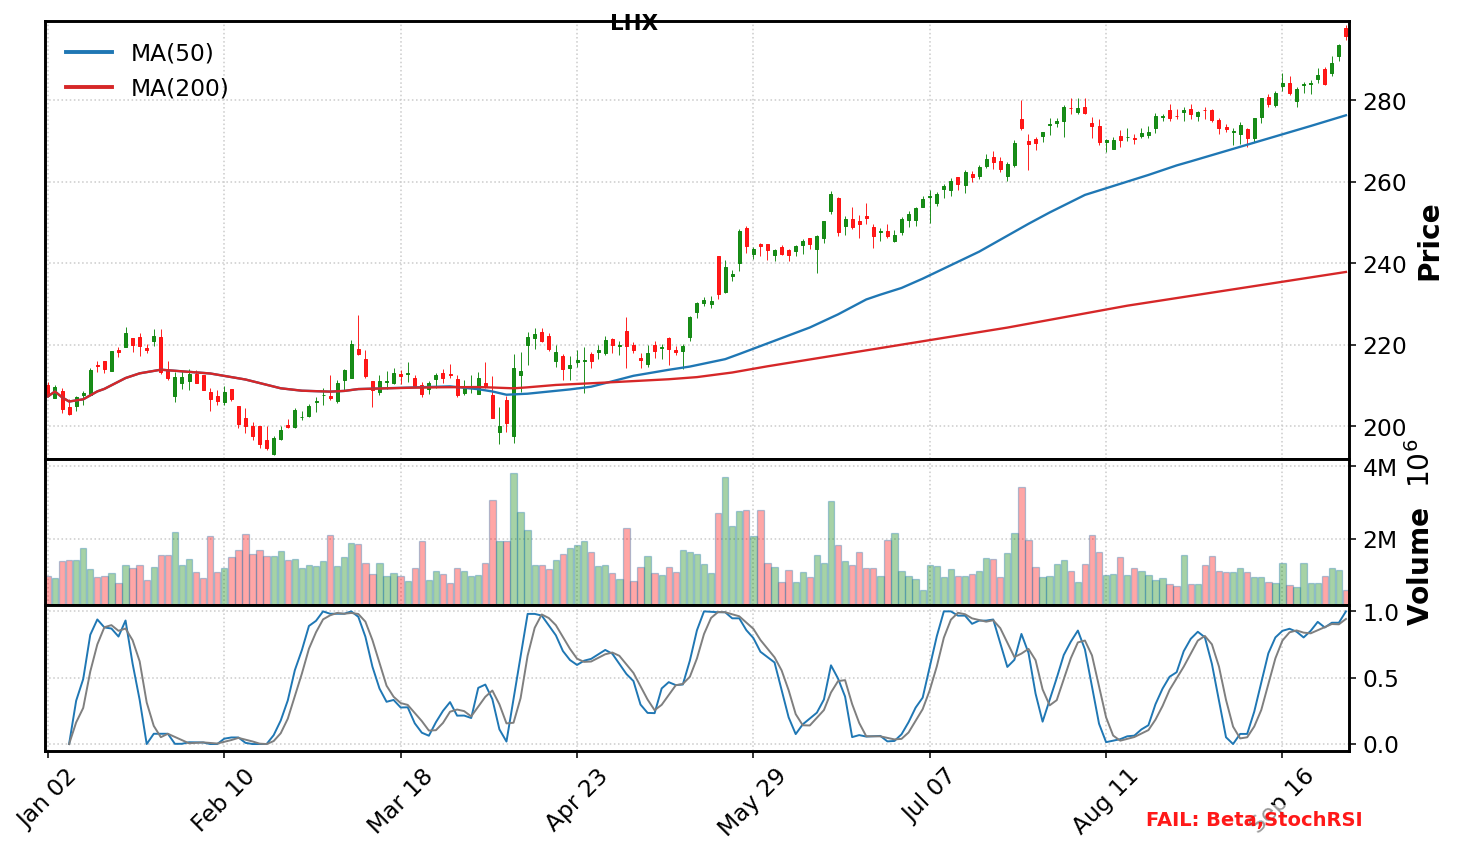 LHX
MA(50)
MA(200)
280
260
240
220
200
Price
4M
2M
Volume 10^6
1.0
0.5
0.0
Jan 02
Feb 10
Mar 18
Apr 23
May 29
Jul 07
Aug 11
Sep 16
FAIL: Beta,StochRSI